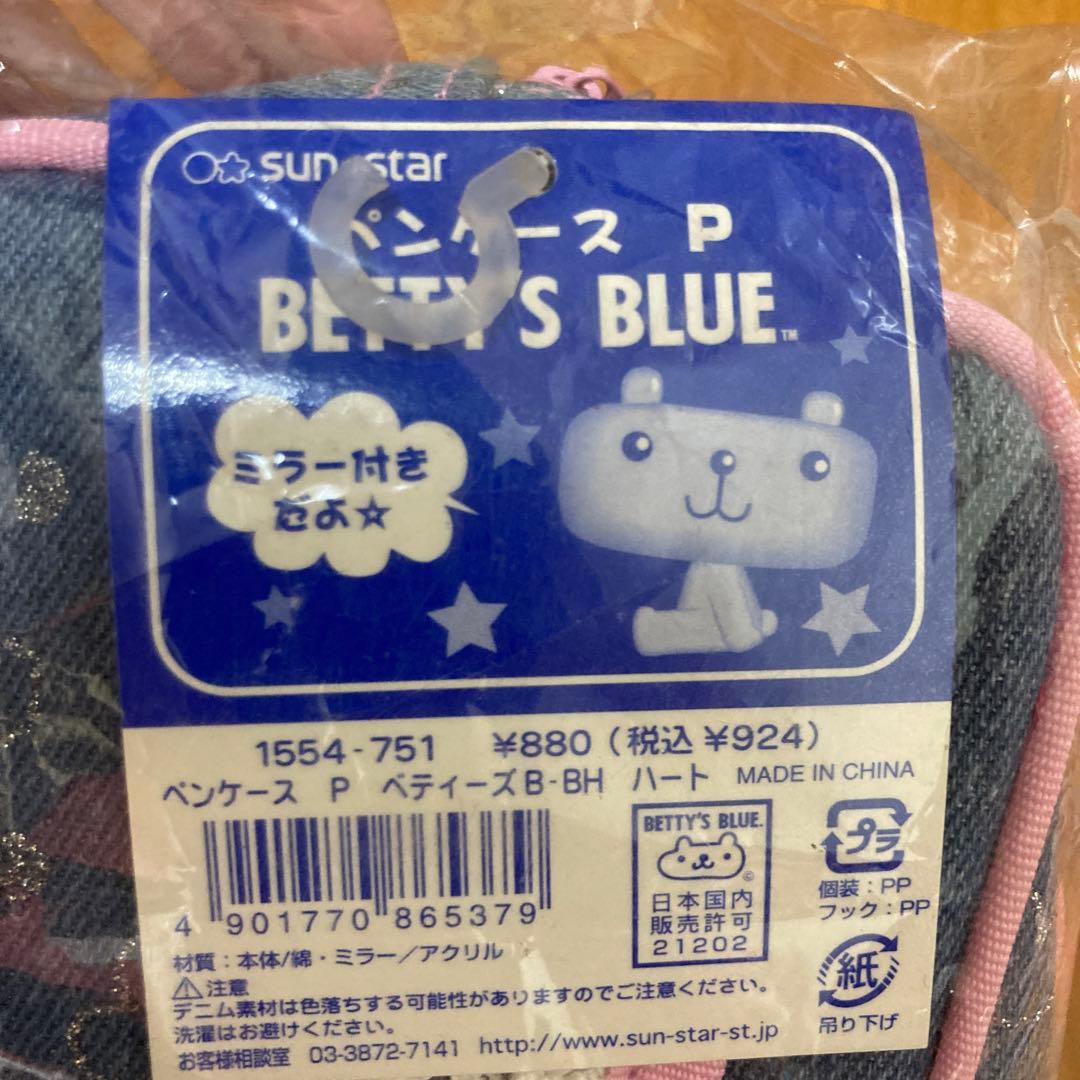 sun-star
ペンケース P
BETTY'S BLUE™
ミラー付き
だよ☆
1554-751 ¥880(税込¥924)
ペンケース P ベティーズB-BH ハート MADE IN CHINA
4 901770 865379
BETTY'S BLUE.
©
日本国内
販売許可
21202
プラ
個装:PP
フック:PP
紙
吊り下げ
材質:本体/綿・ミラー/アクリル
⚠注意
デニム素材は色落ちする可能性がありますのでご注意ください。
洗濯はお避けください。
お客様相談室 03-3872-7141 http://www.sun-star-st.jp